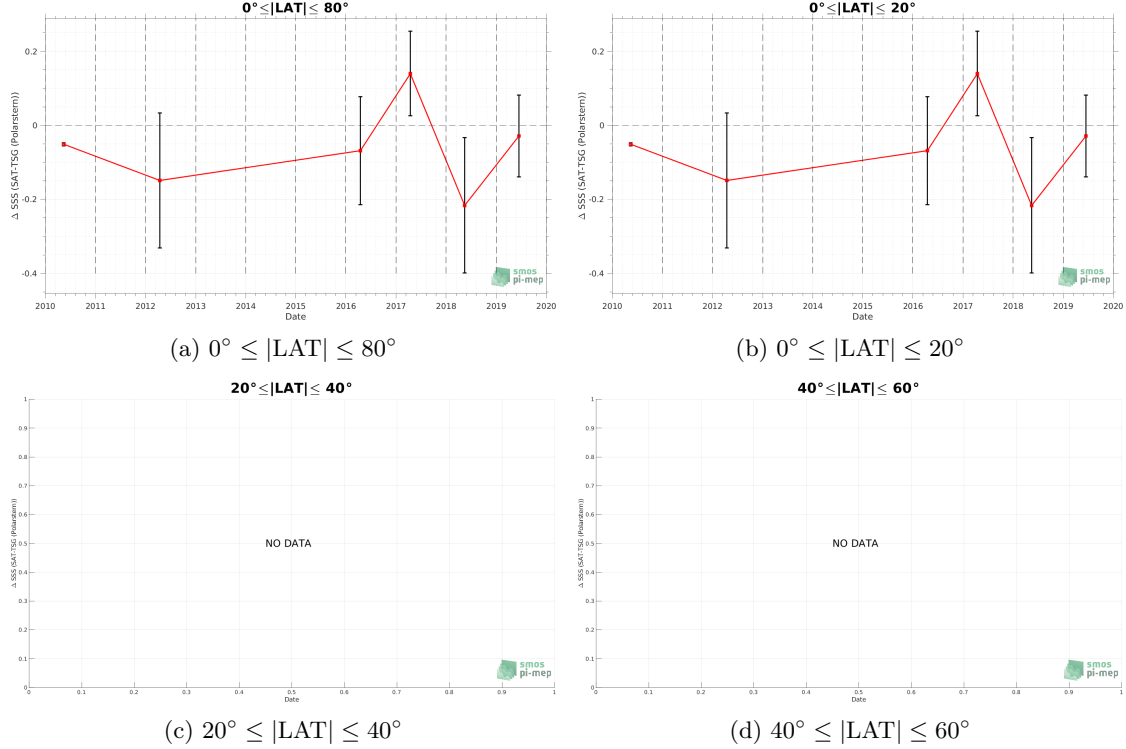 0°≤|LAT|≤ 80°
Δ SSS (SAT-TSG (Polarstern))
0.2
0
-0.2
-0.4
2010 2011 2012 2013 2014 2015 2016 2017 2018 2019 2020
Date
smos
pi-mep
(a) 0° ≤ |LAT| ≤ 80°
0°≤|LAT|≤ 20°
Δ SSS (SAT-TSG (Polarstern))
0.2
0
-0.2
-0.4
2010 2011 2012 2013 2014 2015 2016 2017 2018 2019 2020
Date
smos
pi-mep
(b) 0° ≤ |LAT| ≤ 20°
20°≤|LAT|≤ 40°
Δ SSS (SAT-TSG (Polarstern))
1
0.9
0.8
0.7
0.6
0.5
0.4
0.3
0.2
0.1
0
NO DATA
0 0.1 0.2 0.3 0.4 0.5 0.6 0.7 0.8 0.9 1
Date
smos
pi-mep
(c) 20° ≤ |LAT| ≤ 40°
40°≤|LAT|≤ 60°
Δ SSS (SAT-TSG (Polarstern))
1
0.9
0.8
0.7
0.6
0.5
0.4
0.3
0.2
0.1
0
NO DATA
0 0.1 0.2 0.3 0.4 0.5 0.6 0.7 0.8 0.9 1
Date
smos
pi-mep
(d) 40° ≤ |LAT| ≤ 60°